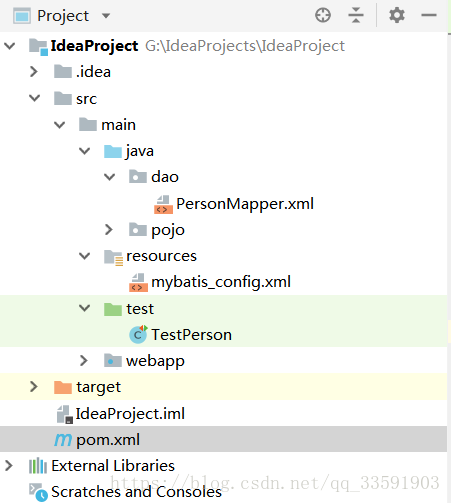 Project
IdeaProject G:\IdeaProjects\IdeaProject
.idea
src
main
java
dao
PersonMapper.xml
pojo
resources
mybatis_config.xml
test
TestPerson
webapp
target
IdeaProject.iml
pom.xml
External Libraries
https://blog.csdn.net/qq_33591903
Scratches and Consoles